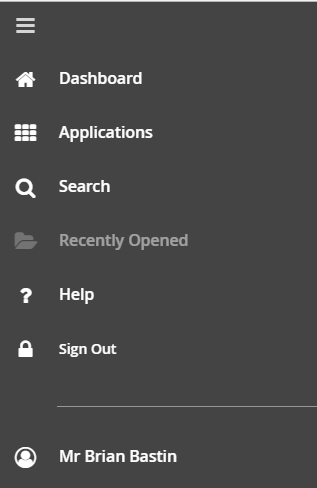 Dashboard
Applications
Search
Recently Opened
Help
Sign Out
Mr Brian Bastin